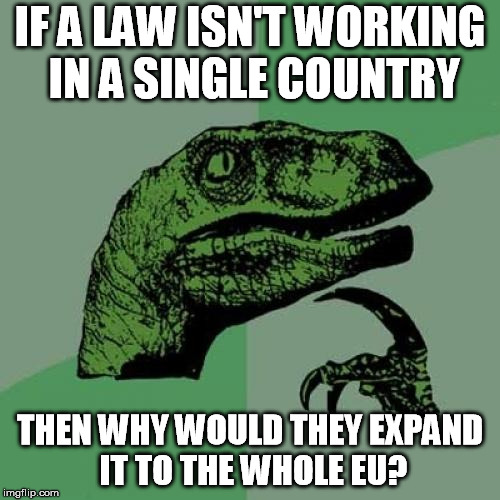 IF A LAW ISN'T WORKING
IN A SINGLE COUNTRY
THEN WHY WOULD THEY EXPAND
IT TO THE WHOLE EU?
imgflip.com